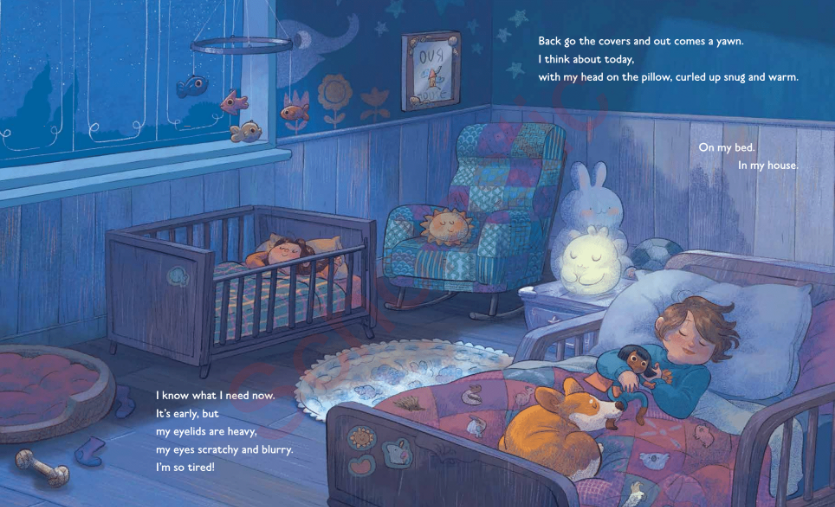 Back go the covers and out comes a yawn.
I think about today,
with my head on the pillow, curled up snug and warm.
On my bed.
In my house.
I know what I need now.
It's early, but
my eyelids are heavy,
my eyes scratchy and blurry.
I'm so tired!
OUR